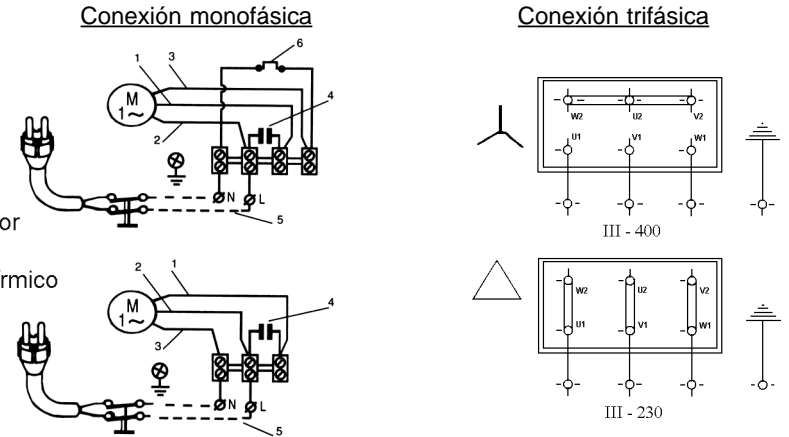 Conexión monofásica
6
1
3
M
1~
4
2
N
L
5
or
érmico
2
1
M
1~
4
3
N
L
5
Conexión trifásica
W2 U2 V2
U1 V1 W1
III - 400
W2 U2 V2
U1 V1 W1
III - 230